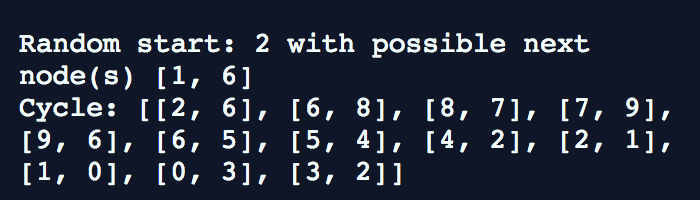 Random start: 2 with possible next
node(s) [1, 6]
Cycle: [[2, 6], [6, 8], [8, 7], [7, 9],
[9, 6], [6, 5], [5, 4], [4, 2], [2, 1],
[1, 0], [0, 3], [3, 2]]